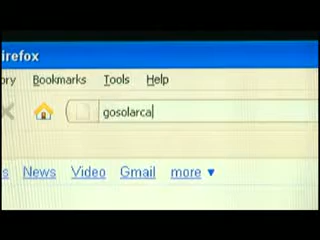 irefox
ory Bookmarks Tools Help
gosolarca
s News Video Gmail more ▼